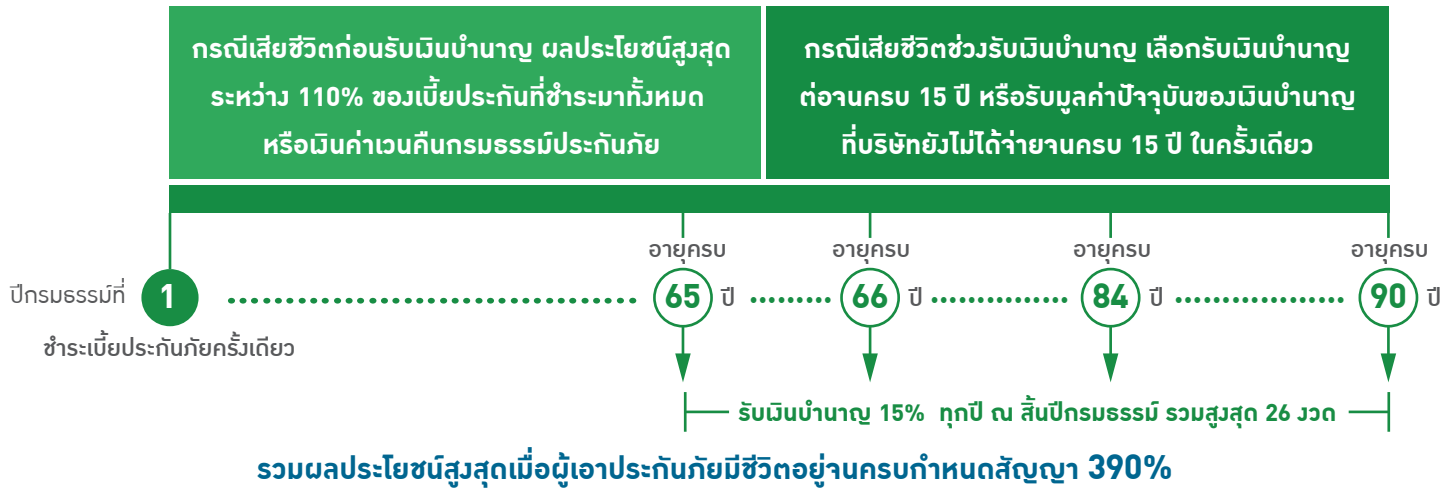 กรณีเสียชีวิตก่อนรับเงินบำนาญ ผลประโยชน์สูงสุด
ระหว่าง 110% ของเบี้ยประกันที่ชำระมาทั้งหมด
หรือเงินค่าเวนคืนกรมธรรม์ประกันภัย
กรณีเสียชีวิตช่วงรับเงินบำนาญ เลือกรับเงินบำนาญ
ต่อจนครบ 15 ปี หรือรับมูลค่าปัจจุบันของเงินบำนาญ
ที่บริษัทยังไม่ได้จ่ายจนครบ 15 ปี ในครั้งเดียว
อายุครบ อายุครบ อายุครบ อายุครบ
ปีกรมธรรม์ที่ 1 65 ปี 66 ปี 84 ปี 90 ปี
ชำระเบี้ยประกันภัยครั้งเดียว
รับเงินบำนาญ 15% ทุกปี ณ สิ้นปีกรมธรรม์ รวมสูงสุด 26 งวด
รวมผลประโยชน์สูงสุดเมื่อผู้เอาประกันภัยมีชีวิตอยู่จนครบกำหนดสัญญา 390%